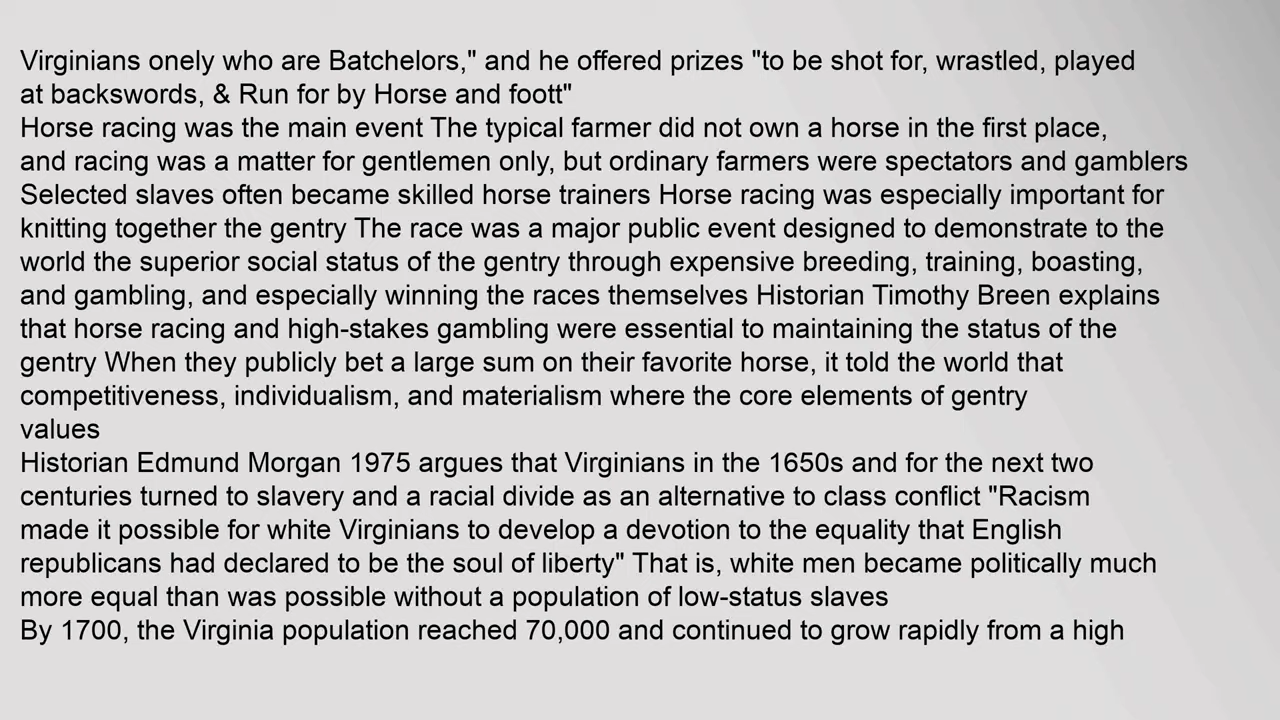 Virginians onely who are Batchelors," and he offered prizes "to be shot for, wrastled, played
at backswords, & Run for by Horse and foott"
Horse racing was the main event The typical farmer did not own a horse in the first place,
and racing was a matter for gentlemen only, but ordinary farmers were spectators and gamblers
Selected slaves often became skilled horse trainers Horse racing was especially important for
knitting together the gentry The race was a major public event designed to demonstrate to the
world the superior social status of the gentry through expensive breeding, training, boasting,
and gambling, and especially winning the races themselves Historian Timothy Breen explains
that horse racing and high-stakes gambling were essential to maintaining the status of the
gentry When they publicly bet a large sum on their favorite horse, it told the world that
competitiveness, individualism, and materialism where the core elements of gentry
values
Historian Edmund Morgan 1975 argues that Virginians in the 1650s and for the next two
centuries turned to slavery and a racial divide as an alternative to class conflict "Racism
made it possible for white Virginians to develop a devotion to the equality that English
republicans had declared to be the soul of liberty" That is, white men became politically much
more equal than was possible without a population of low-status slaves
By 1700, the Virginia population reached 70,000 and continued to grow rapidly from a high